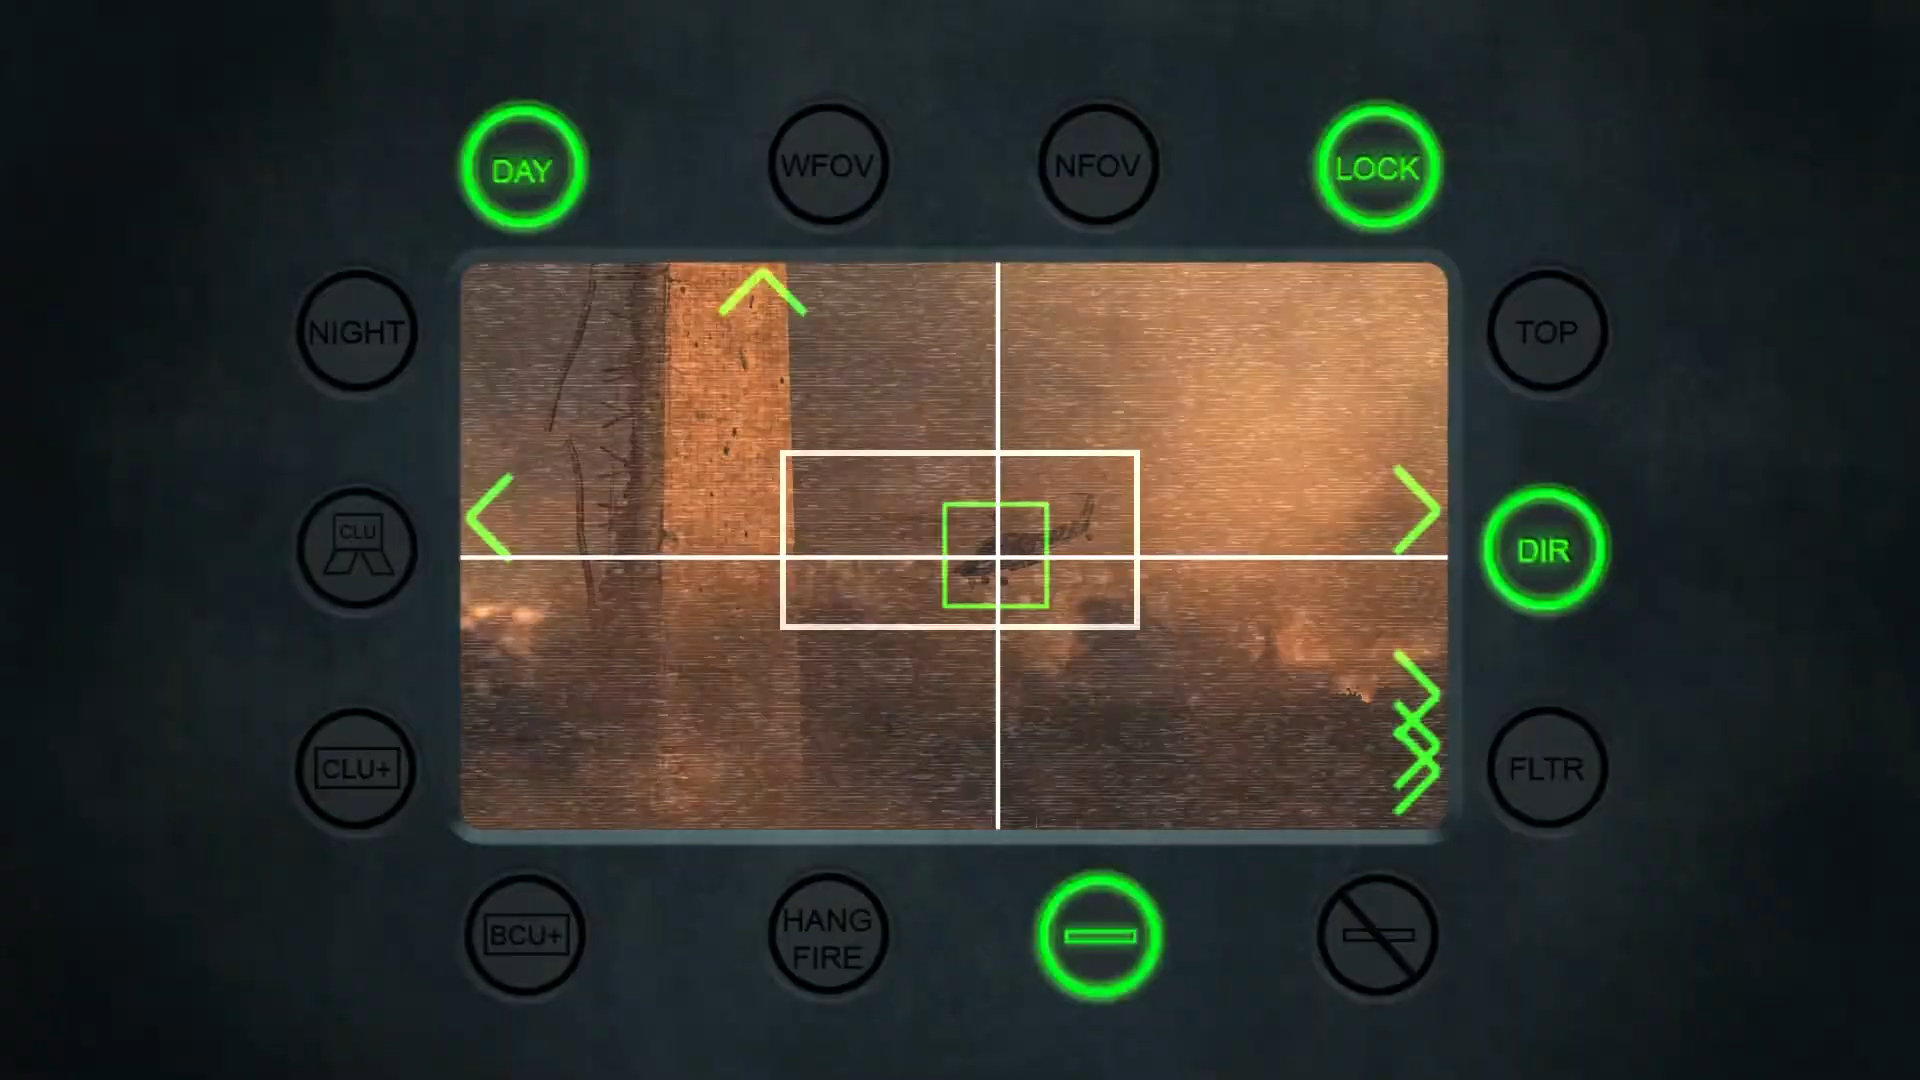 DAY
WFOV
NFOV
LOCK
NIGHT
TOP
CLU
DIR
CLU+
FLTR
BCU+
HANG
FIRE